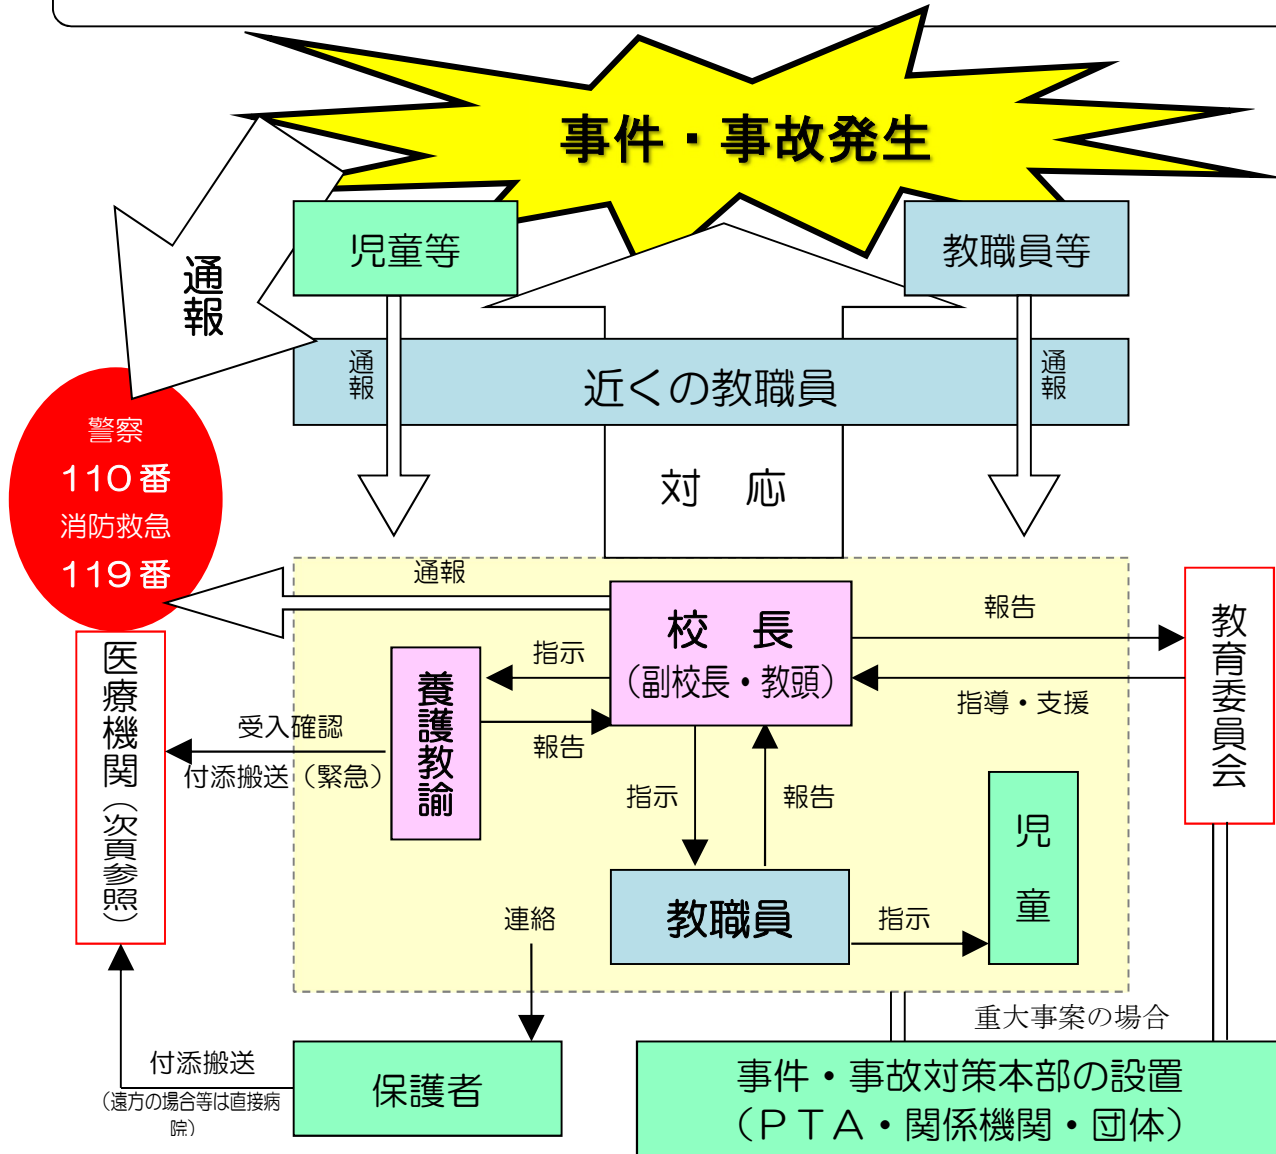 事件・事故発生
児童等
教職員等
通報
通報
近くの教職員
通報
対　応
警察
110番
消防救急
119番
通報
校　長
（副校長・教頭）
報告
指導・支援
教育委員会
指示
報告
養護教諭
受入確認
付添搬送（緊急）
医療機関（次頁参照）
指示
報告
児童
教職員
指示
連絡
重大事案の場合
付添搬送
（遠方の場合等は直接病
院）
保護者
事件・事故対策本部の設置
（ＰＴＡ・関係機関・団体）